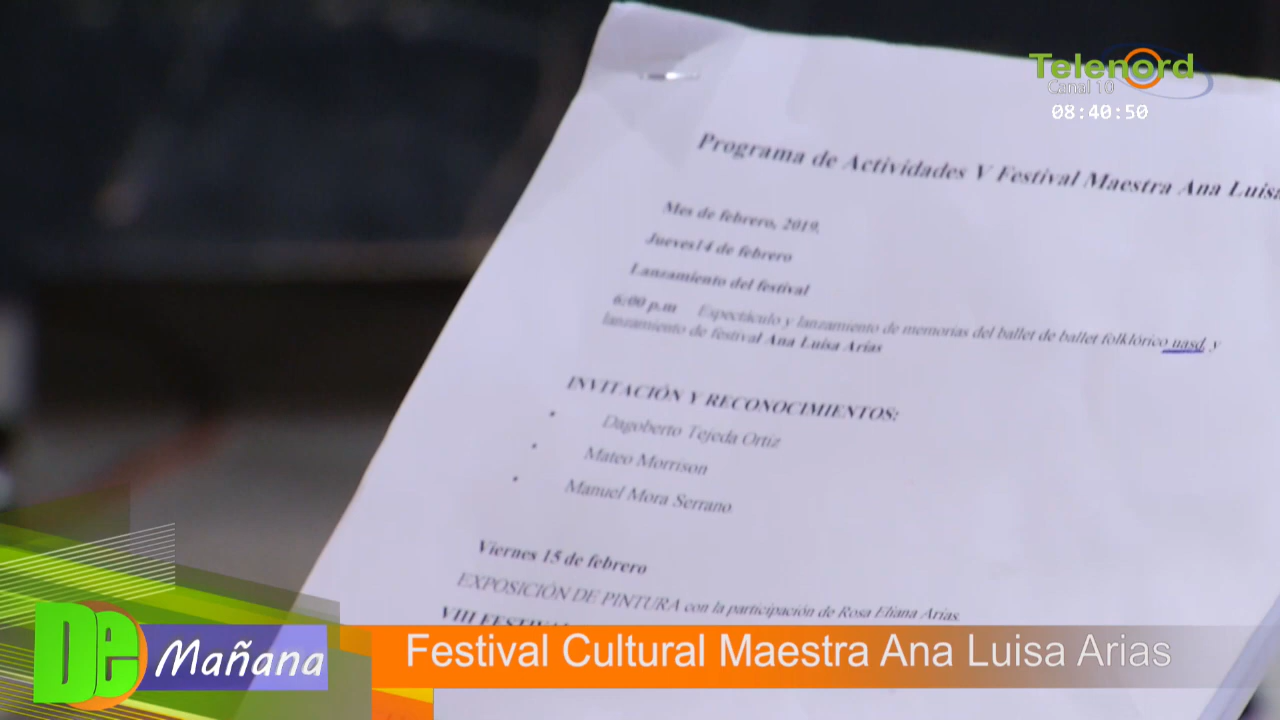 Telenord
Canal 10
08:40:50
Programa de Actividades V Festival Maestra Ana Luisa
Mes de febrero, 2019.
Jueves14 de febrero
Lanzamiento del festival
6:00 p.m Espectáculo y lanzamiento de memorias del ballet de ballet folklórico uasd, y
lanzamiento de festival Ana Luisa Arias
INVITACIÓN Y RECONOCIMIENTOS:
• Dagoberto Tejeda Ortiz
• Mateo Morrison
• Manuel Mora Serrano.
Viernes 15 de febrero
EXPOSICIÓN DE PINTURA con la participación de Rosa Eliana Arias.
VIII FESTIVAL
De Mañana
Festival Cultural Maestra Ana Luisa Arias